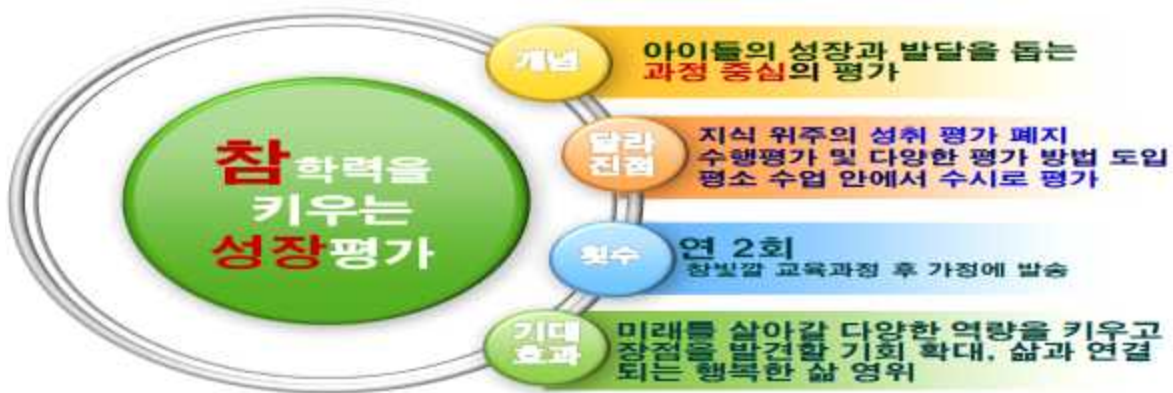 참 학력을
키우는
성장평가
개념
아이들의 성장과 발달을 돕는
과정 중심의 평가
달라
진점
지식 위주의 성취 평가 폐지
수행평가 및 다양한 평가 방법 도입
평소 수업 안에서 수시로 평가
횟수
연 2회
참빛깔 교육과정 후 가정에 발송
기대
효과
미래를 살아갈 다양한 역량을 키우고
장점을 발견할 기회 확대, 삶과 연결
되는 행복한 삶 영위